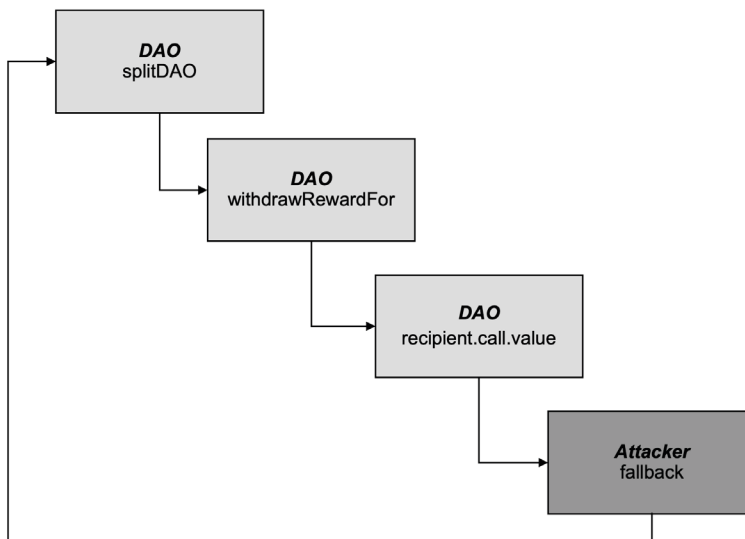 DAO
splitDAO
DAO
withdrawRewardFor
DAO
recipient.call.value
Attacker
fallback